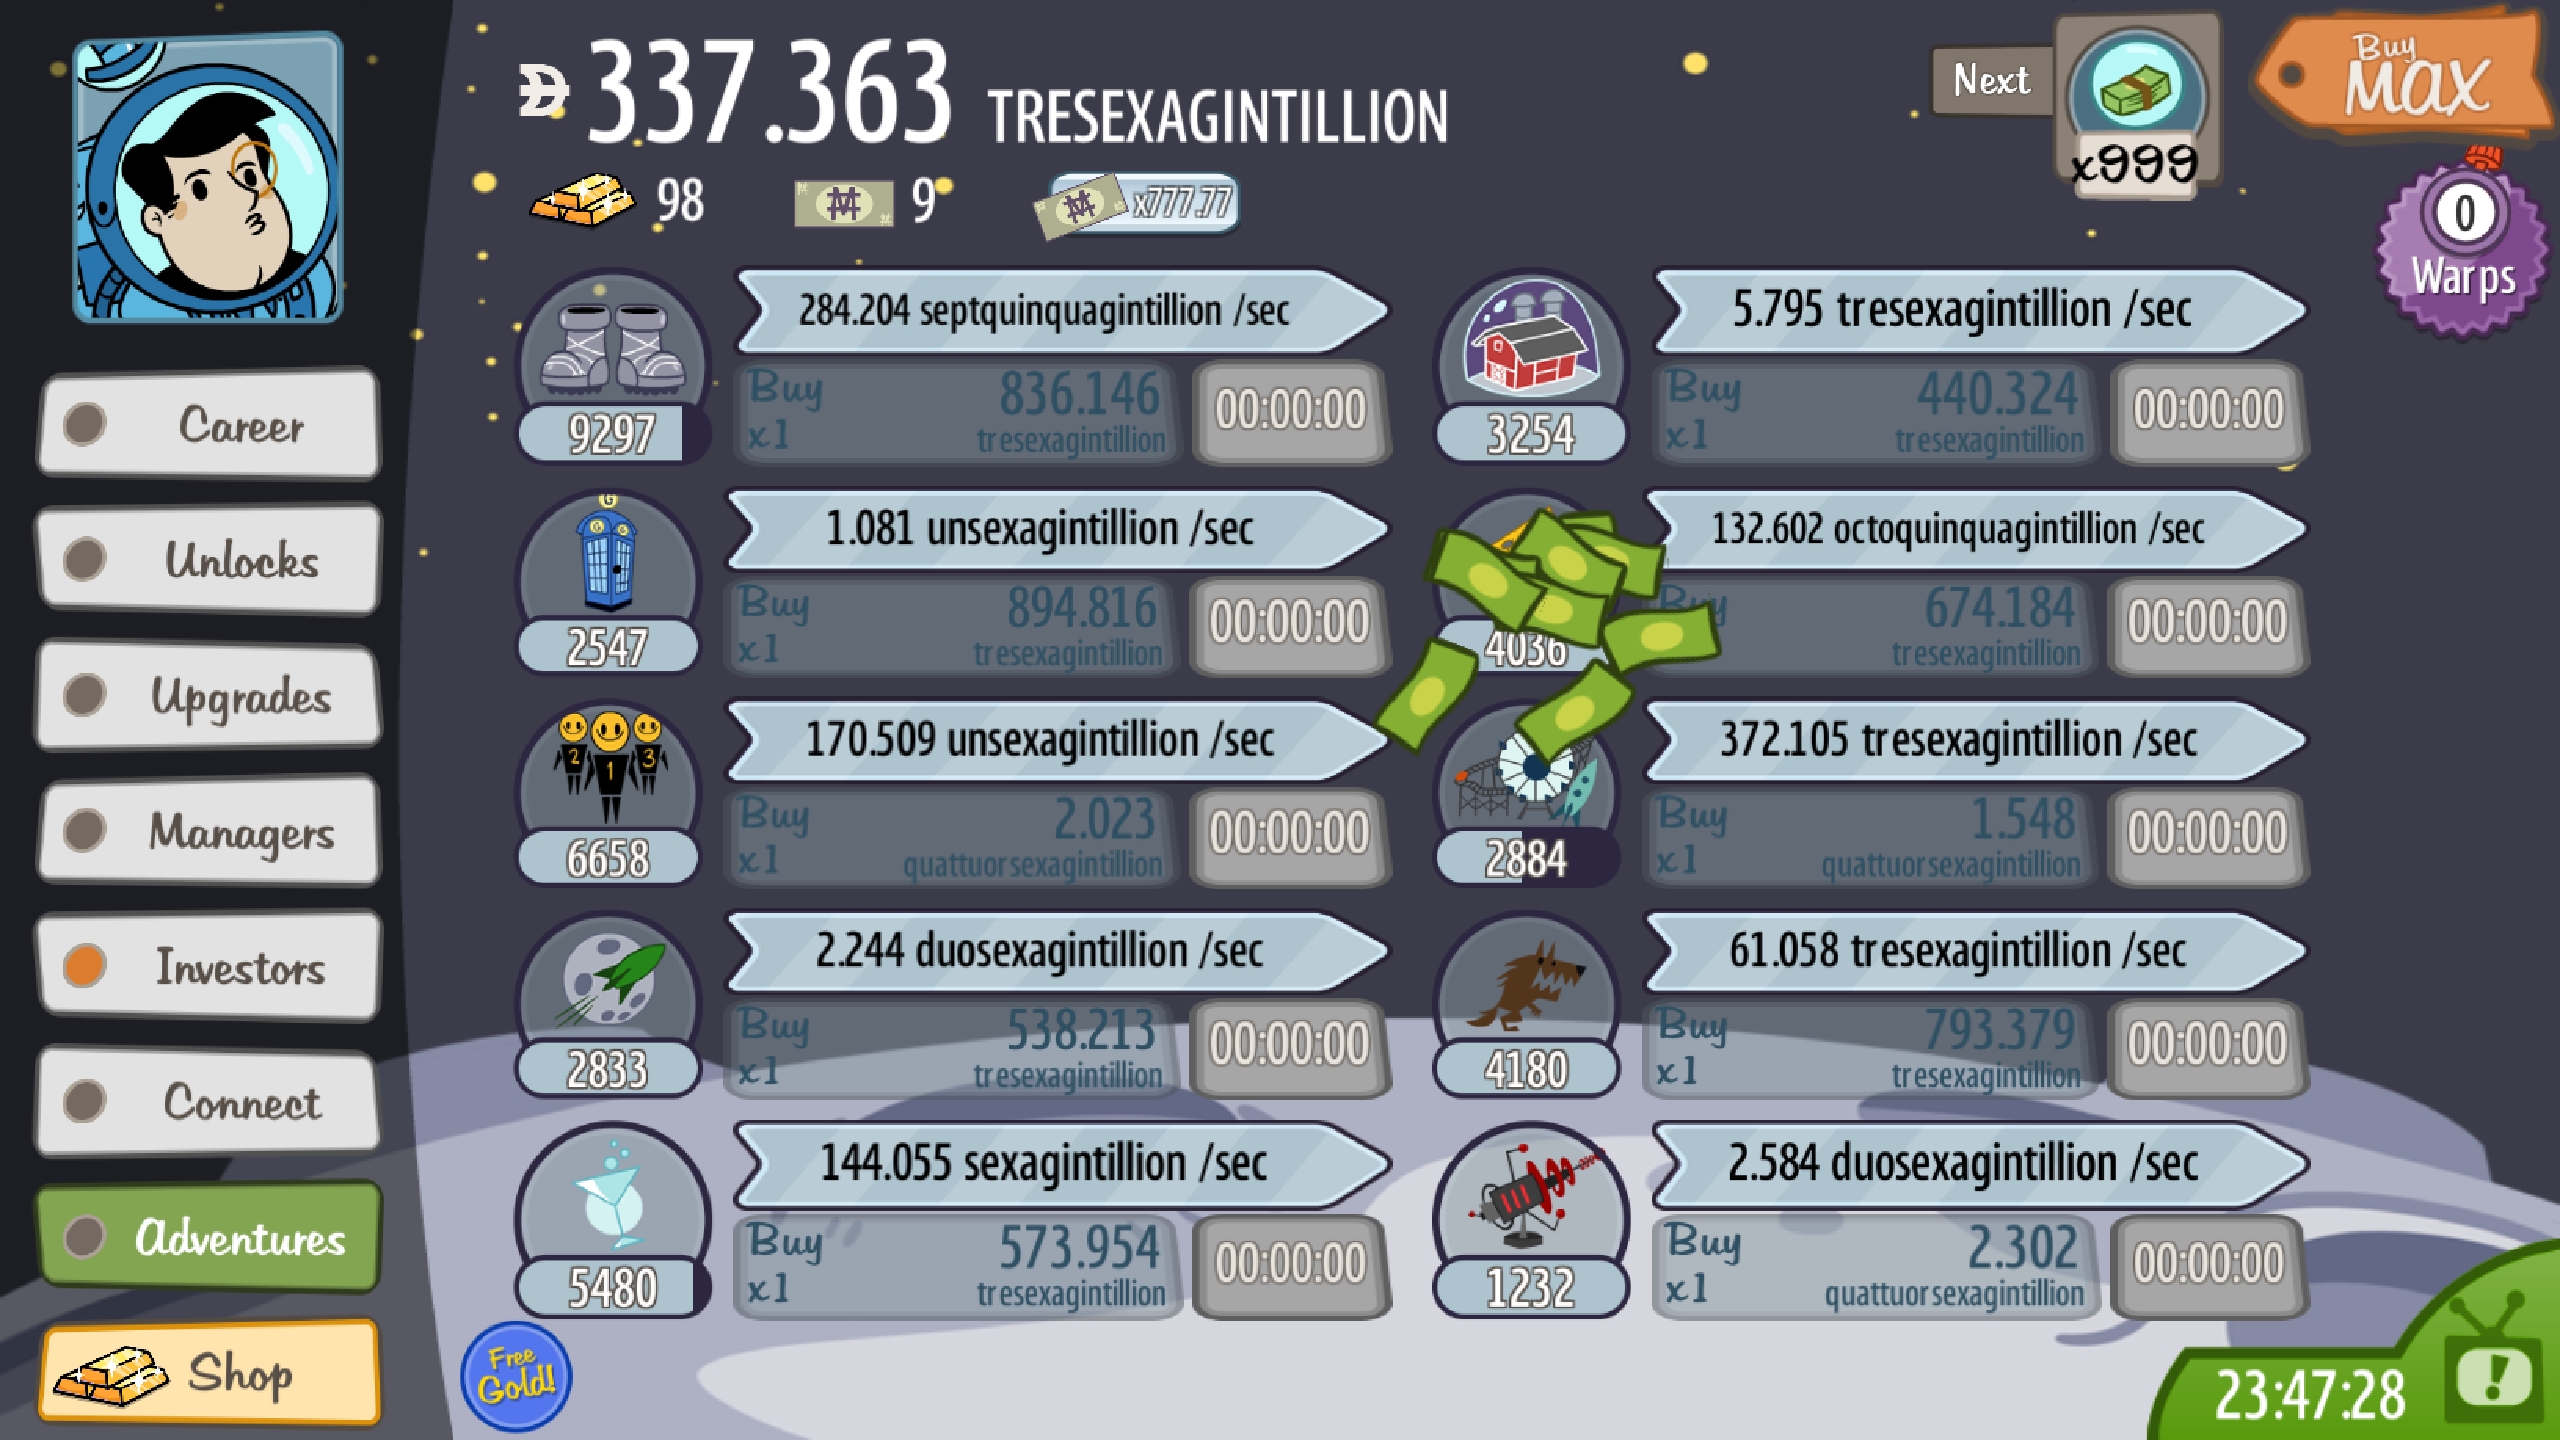 337.363 TRESEXAGINTILLION
Next
x999
Buy
MAX
98
9
x777.77
0
Warps
Career
Unlocks
Upgrades
Managers
Investors
Connect
Adventures
Shop
284.204 septquinquagintillion /sec
Buy 836.146
x1 tresexagintillion
00:00:00
9297
5.795 tresexagintillion /sec
Buy 440.324
x1 tresexagintillion
00:00:00
3254
1.081 unsexagintillion /sec
Buy 894.816
x1 tresexagintillion
00:00:00
2547
132.602 octoquinquagintillion /sec
Buy 674.184
x1 tresexagintillion
00:00:00
4036
2 1 3
170.509 unsexagintillion /sec
Buy 2.023
x1 quattuorsexagintillion
00:00:00
6658
372.105 tresexagintillion /sec
Buy 1.548
x1 quattuorsexagintillion
00:00:00
2884
2.244 duosexagintillion /sec
Buy 538.213
x1 tresexagintillion
00:00:00
2833
61.058 tresexagintillion /sec
Buy 793.379
x1 tresexagintillion
00:00:00
4180
144.055 sexagintillion /sec
Buy 573.954
x1 tresexagintillion
00:00:00
5480
2.584 duosexagintillion /sec
Buy 2.302
x1 quattuorsexagintillion
00:00:00
1232
Free
Gold!
23:47:28
!